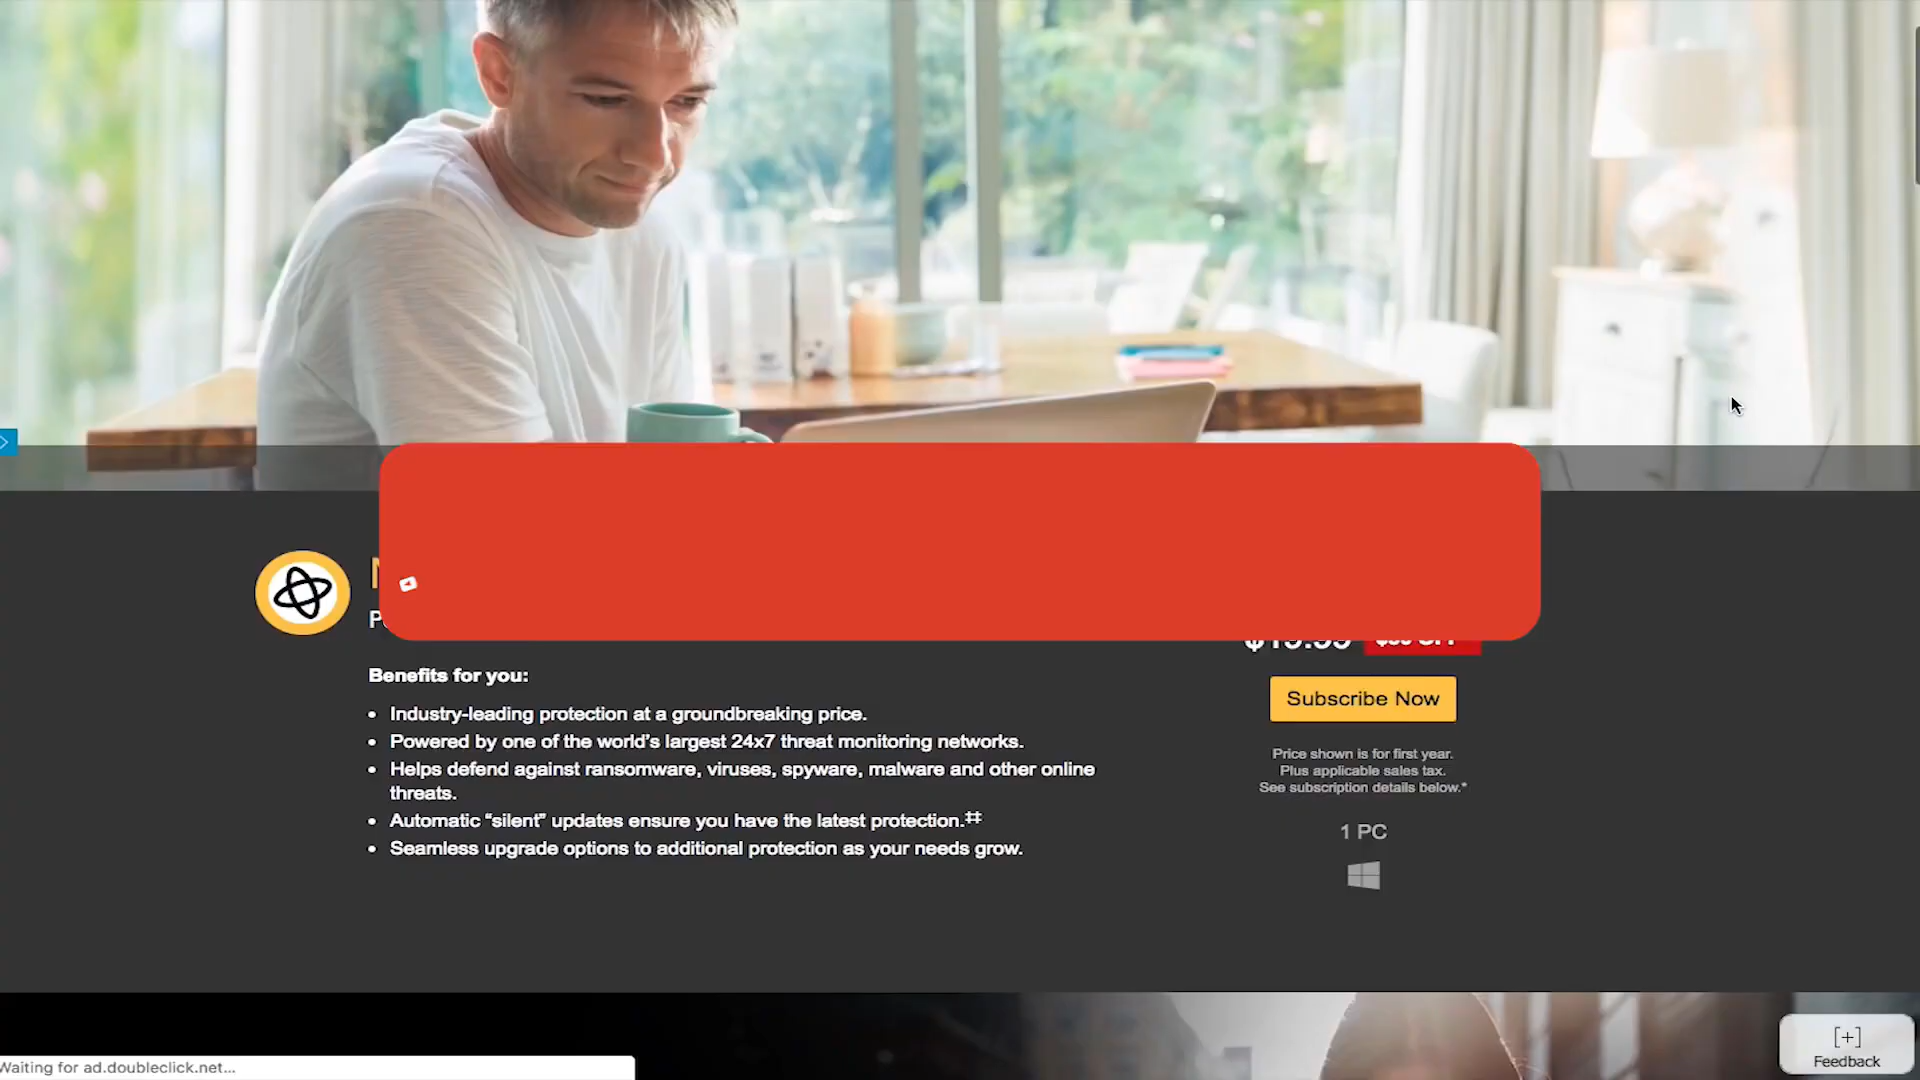 Benefits for you:
• Industry-leading protection at a groundbreaking price.
• Powered by one of the world’s largest 24x7 threat monitoring networks.
• Helps defend against ransomware, viruses, spyware, malware and other online
threats.
• Automatic “silent” updates ensure you have the latest protection.‡‡
• Seamless upgrade options to additional protection as your needs grow.
Subscribe Now
Price shown is for first year.
Plus applicable sales tax.
See subscription details below.*
1 PC
[+]
Feedback
Waiting for ad.doubleclick.net...